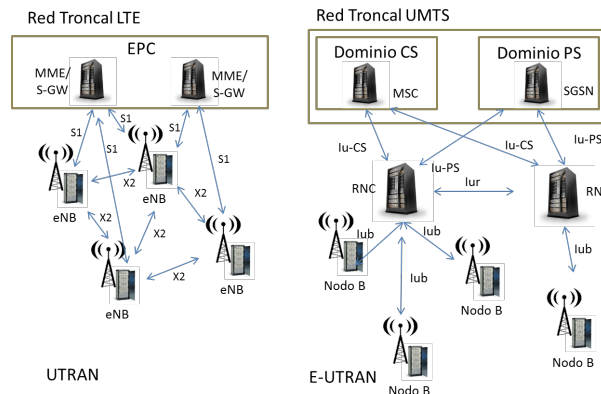 Red Troncal LTE
EPC
MME/
S-GW
MME/
S-GW
S1
S1
S1
S1
S1
eNB
X2
eNB
X2
X2
X2
eNB
X2
eNB
UTRAN
Red Troncal UMTS
Dominio CS
Dominio PS
MSC
SGSN
Iu-CS
Iu-CS
Iu-PS
Iu-PS
RNC
Iur
RN
Iub
Iub
Iub
Iub
Nodo B
Nodo B
Nodo B
Nodo B
E-UTRAN